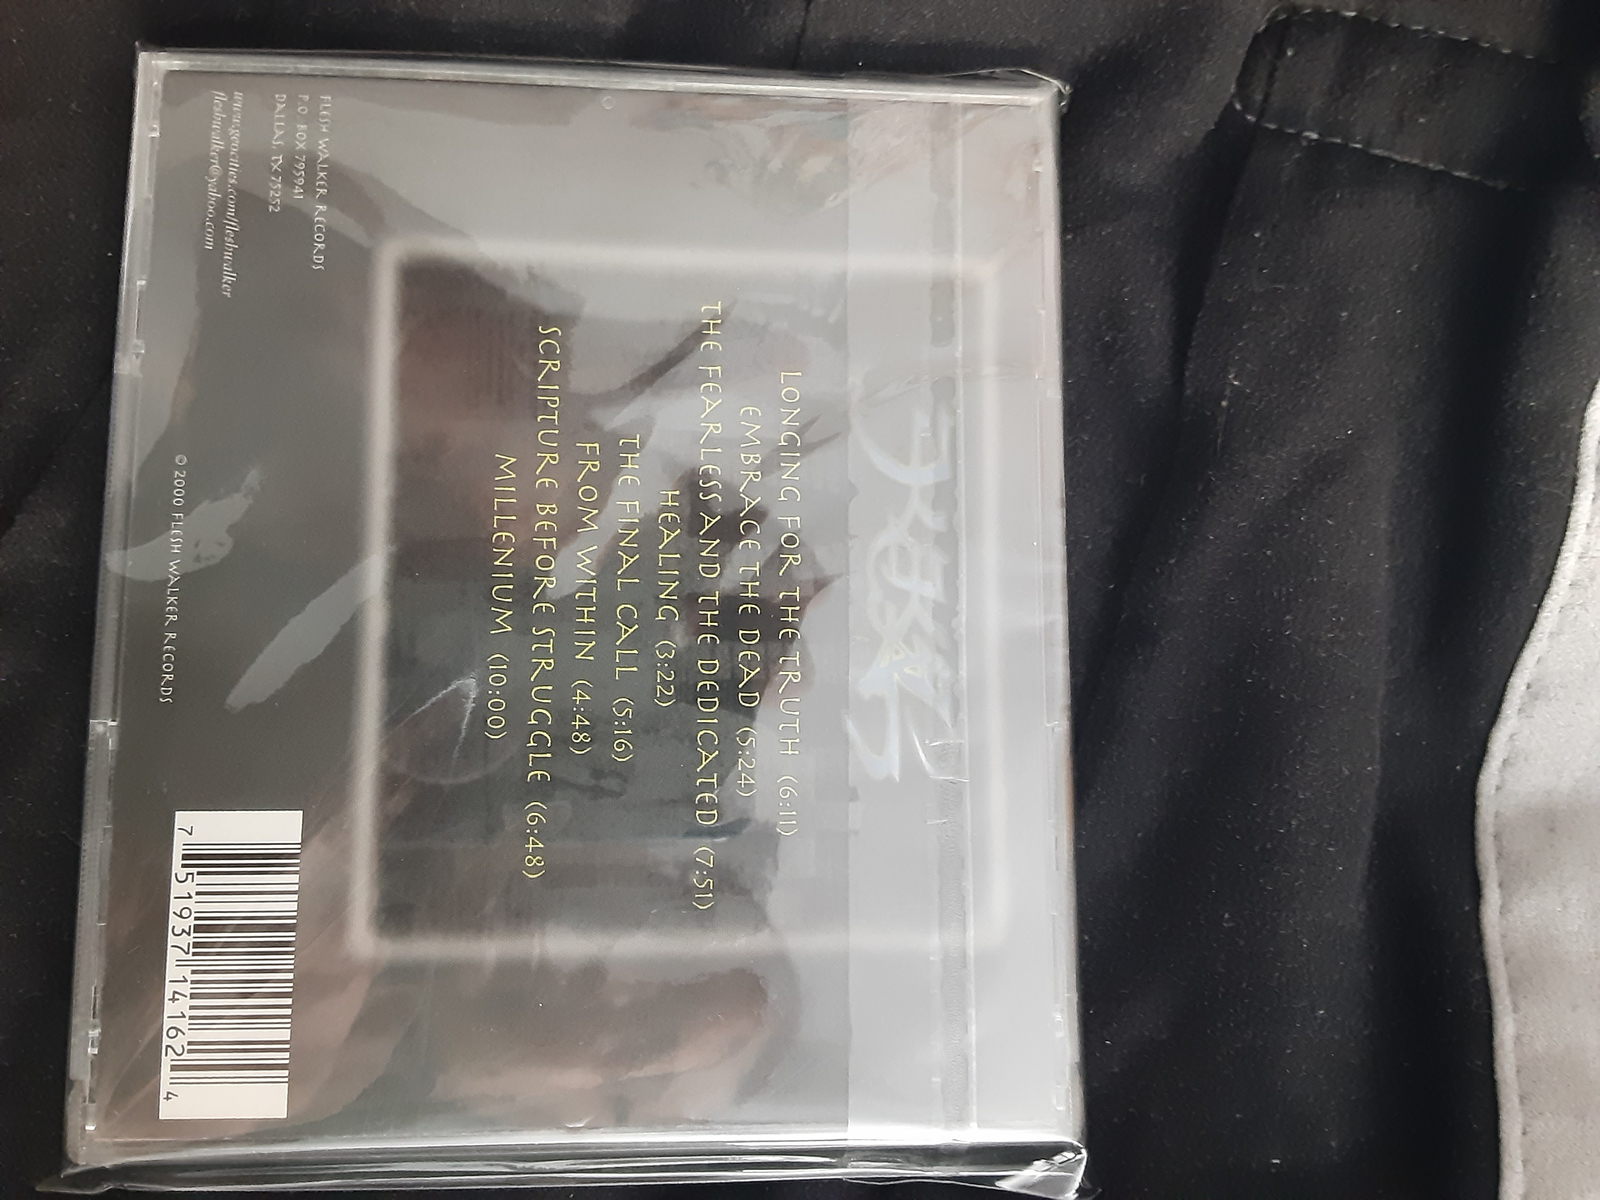 LONGING FOR THE TRUTH (6:11)
EMBRACE THE DEAD (5:24)
THE FEARLESS AND THE DEDICATED (7:51)
HEALING (3:22)
THE FINAL CALL (5:16)
FROM WITHIN (4:48)
SCRIPTURE BEFORE STRUGGLE (6:48)
MILLENIUM (10:00)
FLESH WALKER RECORDS
P.O. BOX 795941
DALLAS, TX 75252
www.geocities.com/fleshwalker
fleshwalker@yahoo.com
© 2000 FLESH WALKER RECORDS
7 51937 14162 4